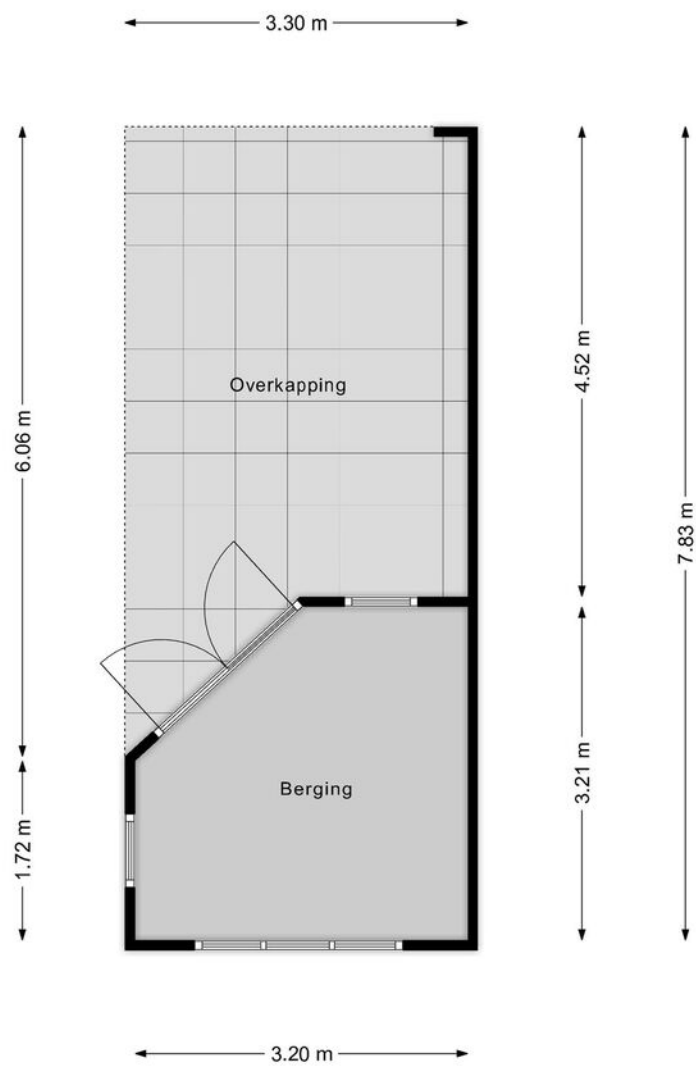 3.30 m
4.52 m
Overkapping
6.06 m
7.83 m
3.21 m
Berging
1.72 m
3.20 m